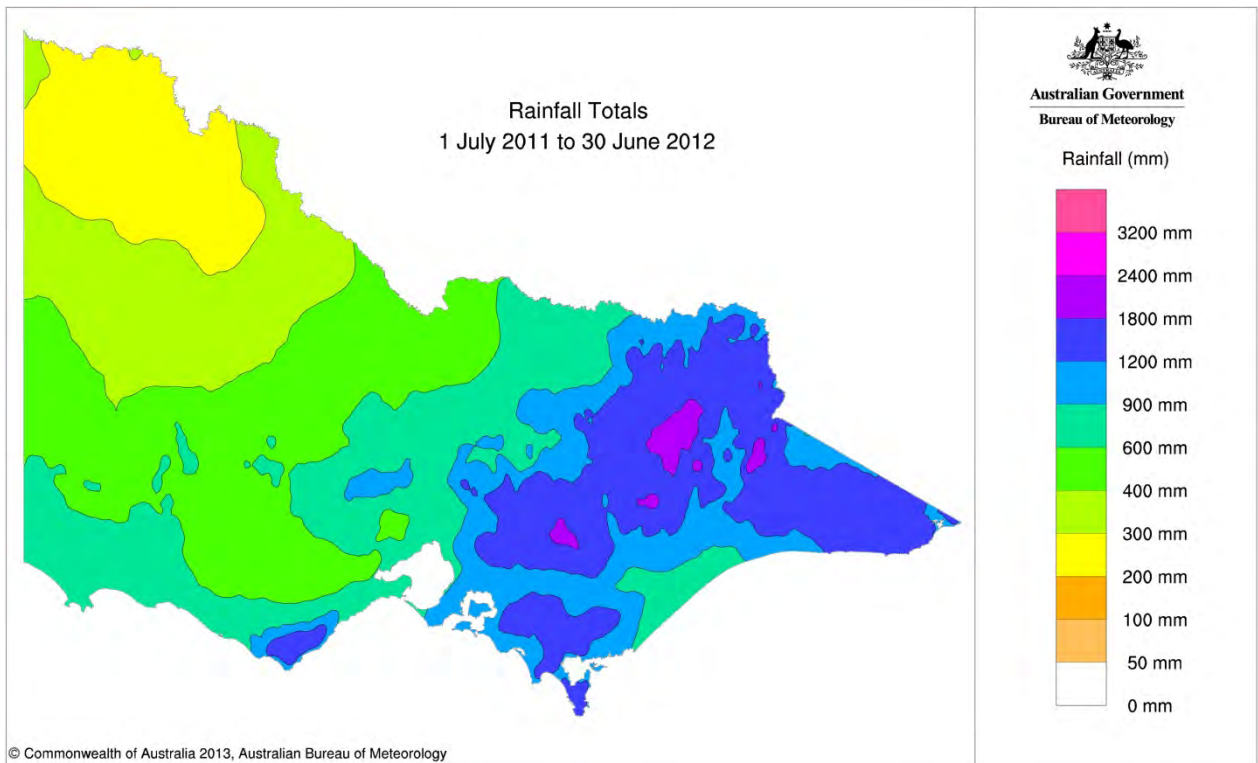 Rainfall Totals
1 July 2011 to 30 June 2012
Australian Government
Bureau of Meteorology
Rainfall (mm)
3200 mm
2400 mm
1800 mm
1200 mm
900 mm
600 mm
400 mm
300 mm
200 mm
100 mm
50 mm
0 mm
© Commonwealth of Australia 2013, Australian Bureau of Meteorology